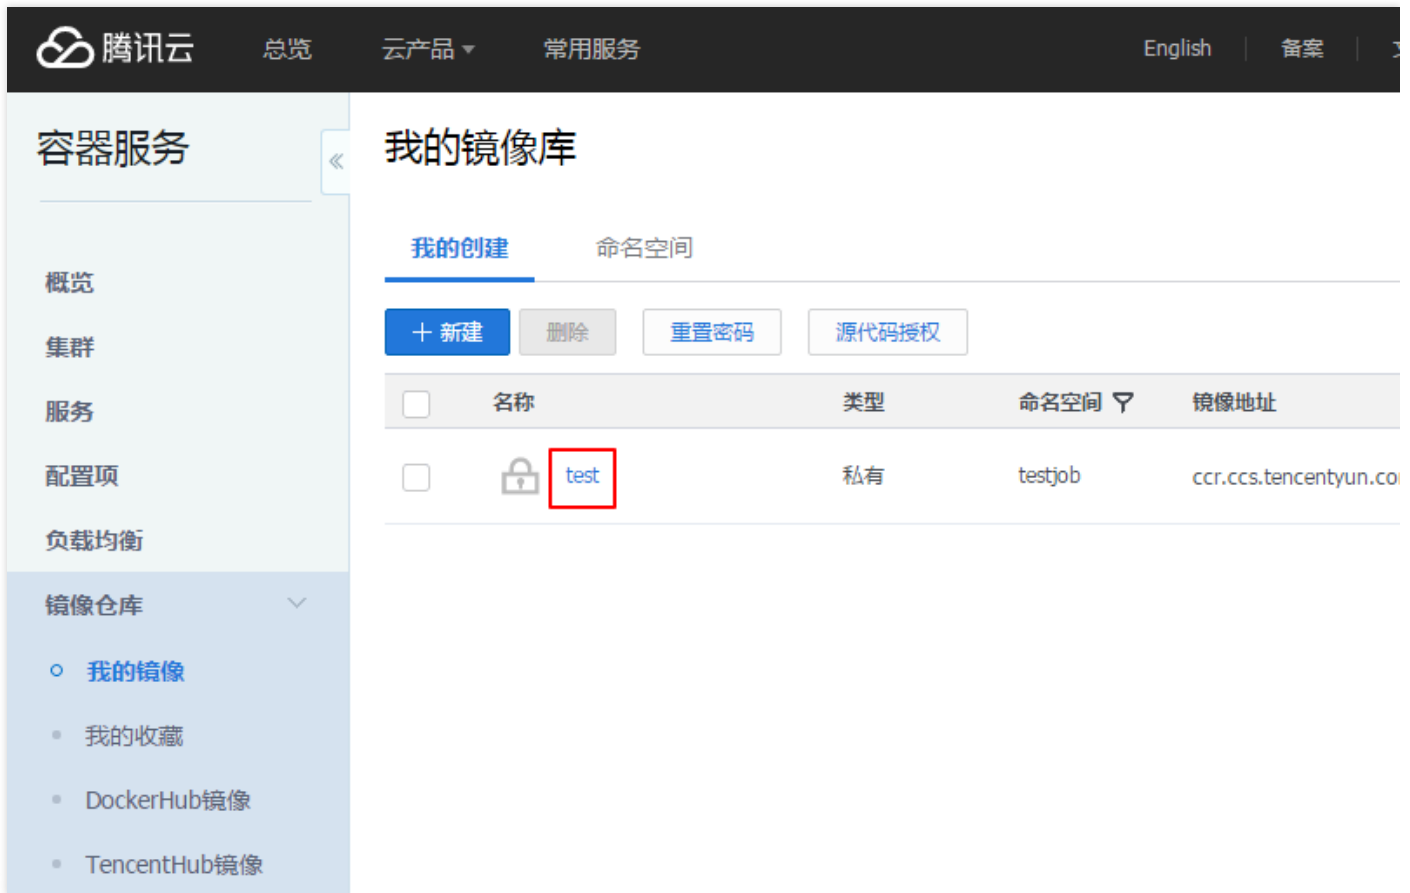 腾讯云 总览 云产品 常用服务 English 备案
容器服务
概览
集群
服务
配置项
负载均衡
镜像仓库
我的镜像
我的收藏
DockerHub镜像
TencentHub镜像
我的镜像库
我的创建 命名空间
新建 删除 重置密码 源代码授权
名称 类型 命名空间 镜像地址
test 私有 testjob ccr.ccs.tencentyun.co